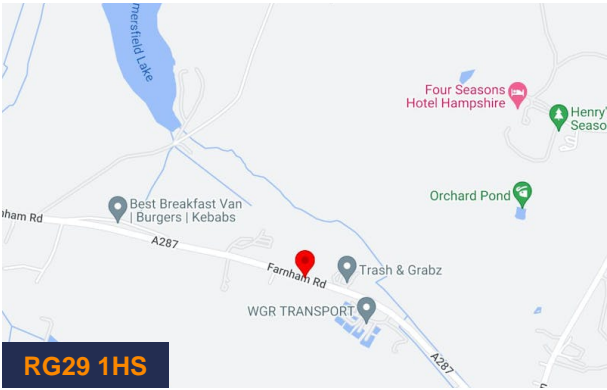 mersfield Lake
Four Seasons
Hotel Hampshire
Henry'
Seaso
Orchard Pond
Best Breakfast Van
| Burgers | Kebabs
nham Rd
A287
Farnham Rd
Trash & Grabz
WGR TRANSPORT
A287
RG29 1HS